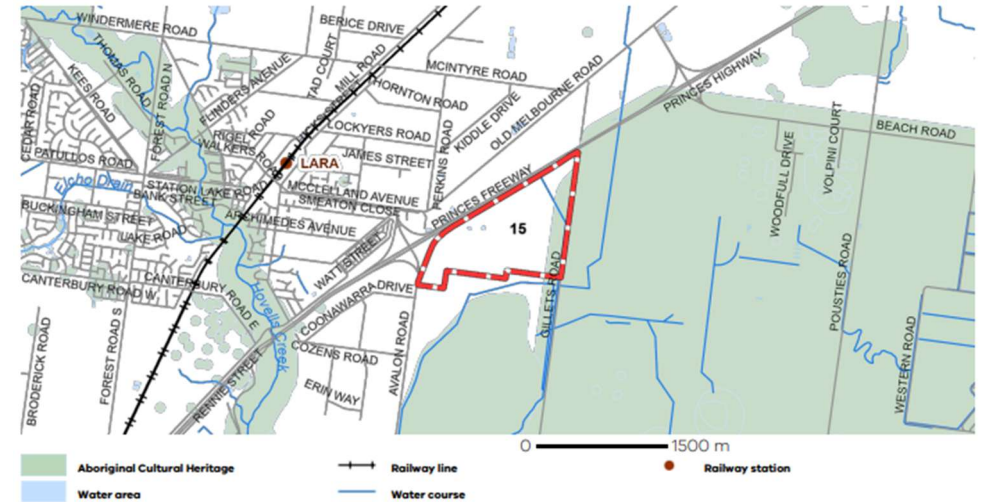 WINDERMERE ROAD
BERICE DRIVE
THOMAS ROAD
KEES ROAD
FOREST ROAD N
FLINDERS AVENUE
TAD COURT
MILL ROAD
MCINTYRE ROAD
THORNTON ROAD
KIDDLE DRIVE
OLD MELBOURNE ROAD
PRINCES HIGHWAY
BEACH ROAD
CEDAR ROAD
RIGEL ROAD
WALKERS ROAD
LOCKYERS ROAD
JAMES STREET
PERKINS ROAD
PATULLOS ROAD
LARA
Elcho Drain
STATION LAKE ROAD
BANK STREET
MCCLELLAND AVENUE
SMEATON CLOSE
PRINCES FREEWAY
WOODFULL DRIVE
VOLPINI COURT
BUCKINGHAM STREET
LAKE ROAD
ARCHIMEDES AVENUE
15
WATT STREET
CANTERBURY ROAD W
CANTERBURY ROAD E
COONAWARRA DRIVE
GILLETS ROAD
POUSTIES ROAD
Hovells Creek
COZENS ROAD
AVALON ROAD
ERIN WAY
RENNIE STREET
BRODERICK ROAD
FOREST ROAD S
WESTERN ROAD
0 1500 m
Aboriginal Cultural Heritage
Railway line
Railway station
Water area
Water course